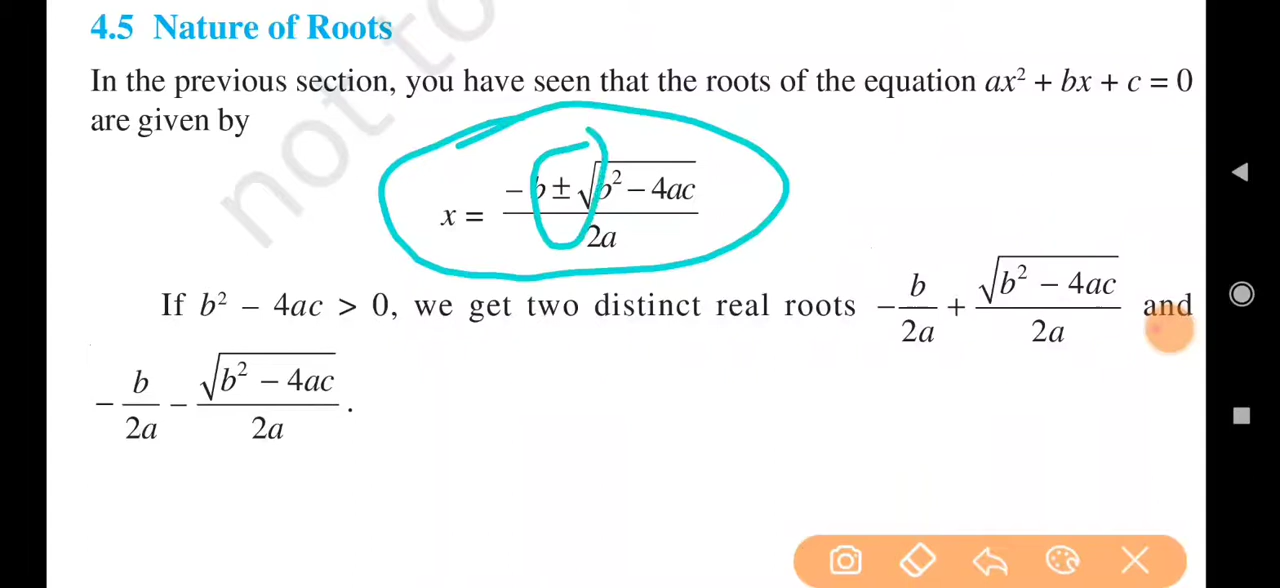 4.5 Nature of Roots
In the previous section, you have seen that the roots of the equation ax² + bx + c = 0
are given by
x = (– b ± √(b² – 4ac)) / 2a
If b² – 4ac > 0, we get two distinct real roots – b/2a + √(b² – 4ac)/2a and
– b/2a – √(b² – 4ac)/2a .
not to